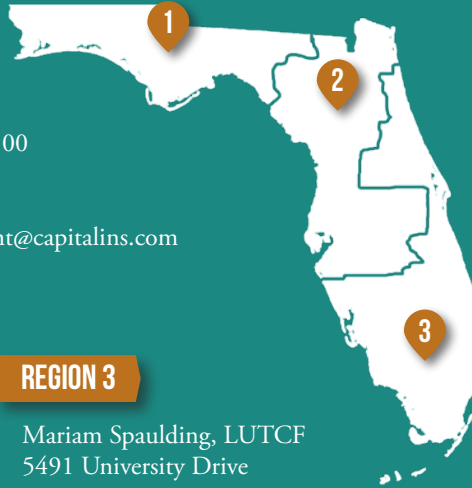 1
2
00
nt@capitalins.com
3
REGION 3
Mariam Spaulding, LUTCF
5491 University Drive